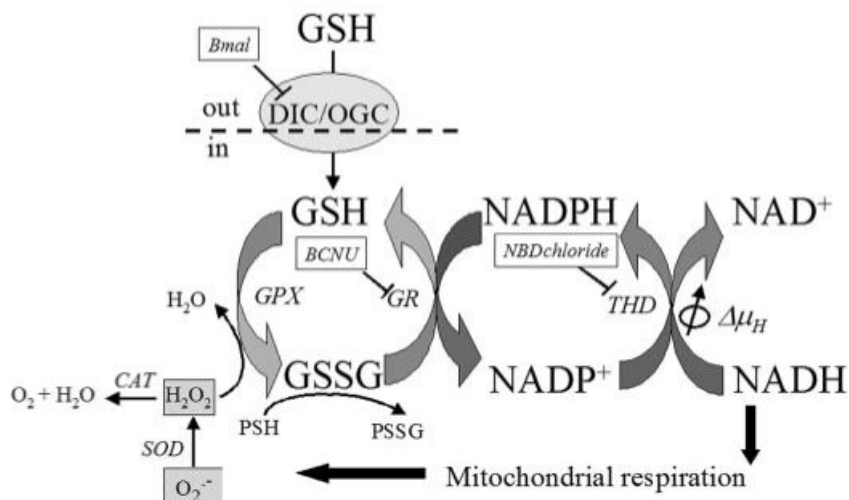 GSH
Bmal
out
DIC/OGC
in
GSH
NADPH
NAD⁺
BCNU
NBDchloride
H₂O
GPX
GR
THD
Δμ_H
GSSG
NADP⁺
NADH
O₂ + H₂O
CAT
H₂O₂
PSH
PSSG
SOD
O₂·⁻
Mitochondrial respiration